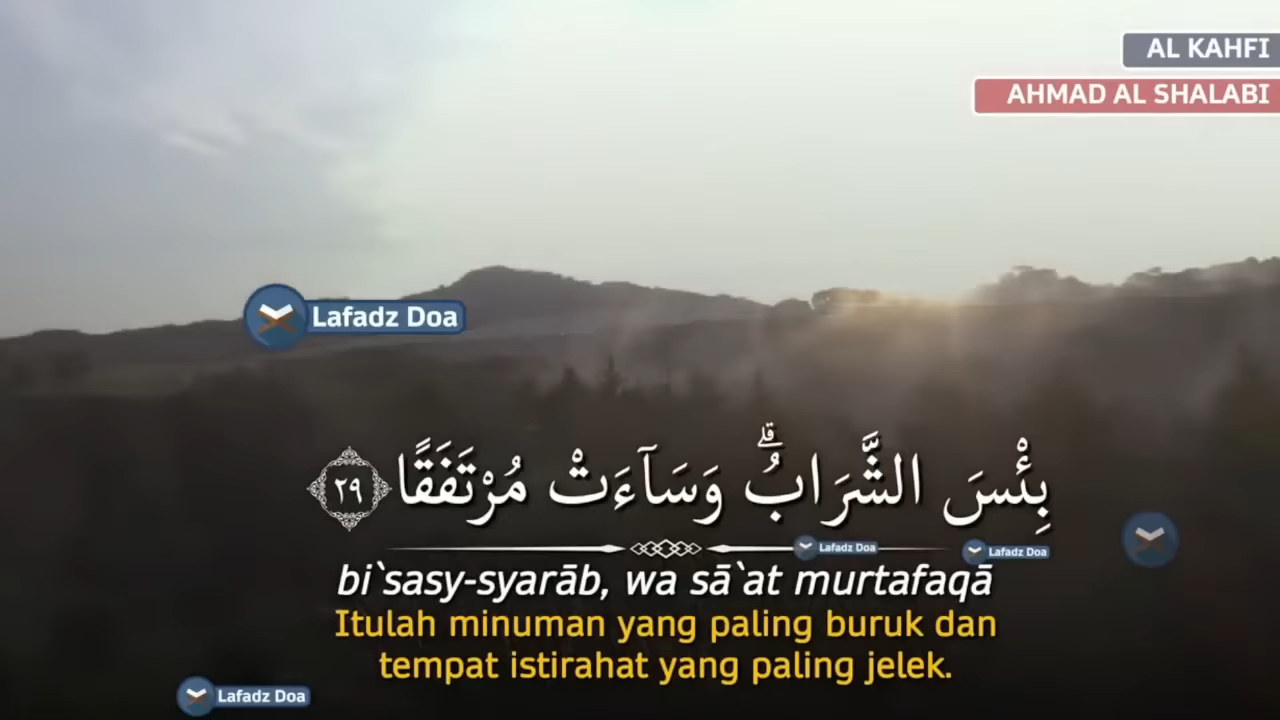 AL KAHFI
AHMAD AL SHALABI
Lafadz Doa
بِئْسَ الشَّرَابُۗ وَسَآءَتْ مُرْتَفَقًا ٢٩
Lafadz Doa
Lafadz Doa
bi`sasy-syarāb, wa sā`at murtafaqā
Itulah minuman yang paling buruk dan
tempat istirahat yang paling jelek.
Lafadz Doa